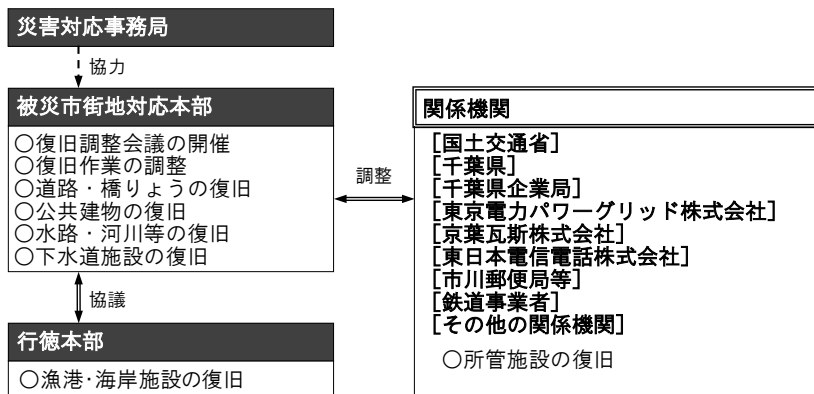 災害対応事務局
協力
被災市街地対応本部
○復旧調整会議の開催
○復旧作業の調整
○道路・橋りょうの復旧
○公共建物の復旧
○水路・河川等の復旧
○下水道施設の復旧
協議
行徳本部
○漁港・海岸施設の復旧
調整
関係機関
[国土交通省]
[千葉県]
[千葉県企業局]
[東京電力パワーグリッド株式会社]
[京葉瓦斯株式会社]
[東日本電信電話株式会社]
[市川郵便局等]
[鉄道事業者]
[その他の関係機関]
○所管施設の復旧